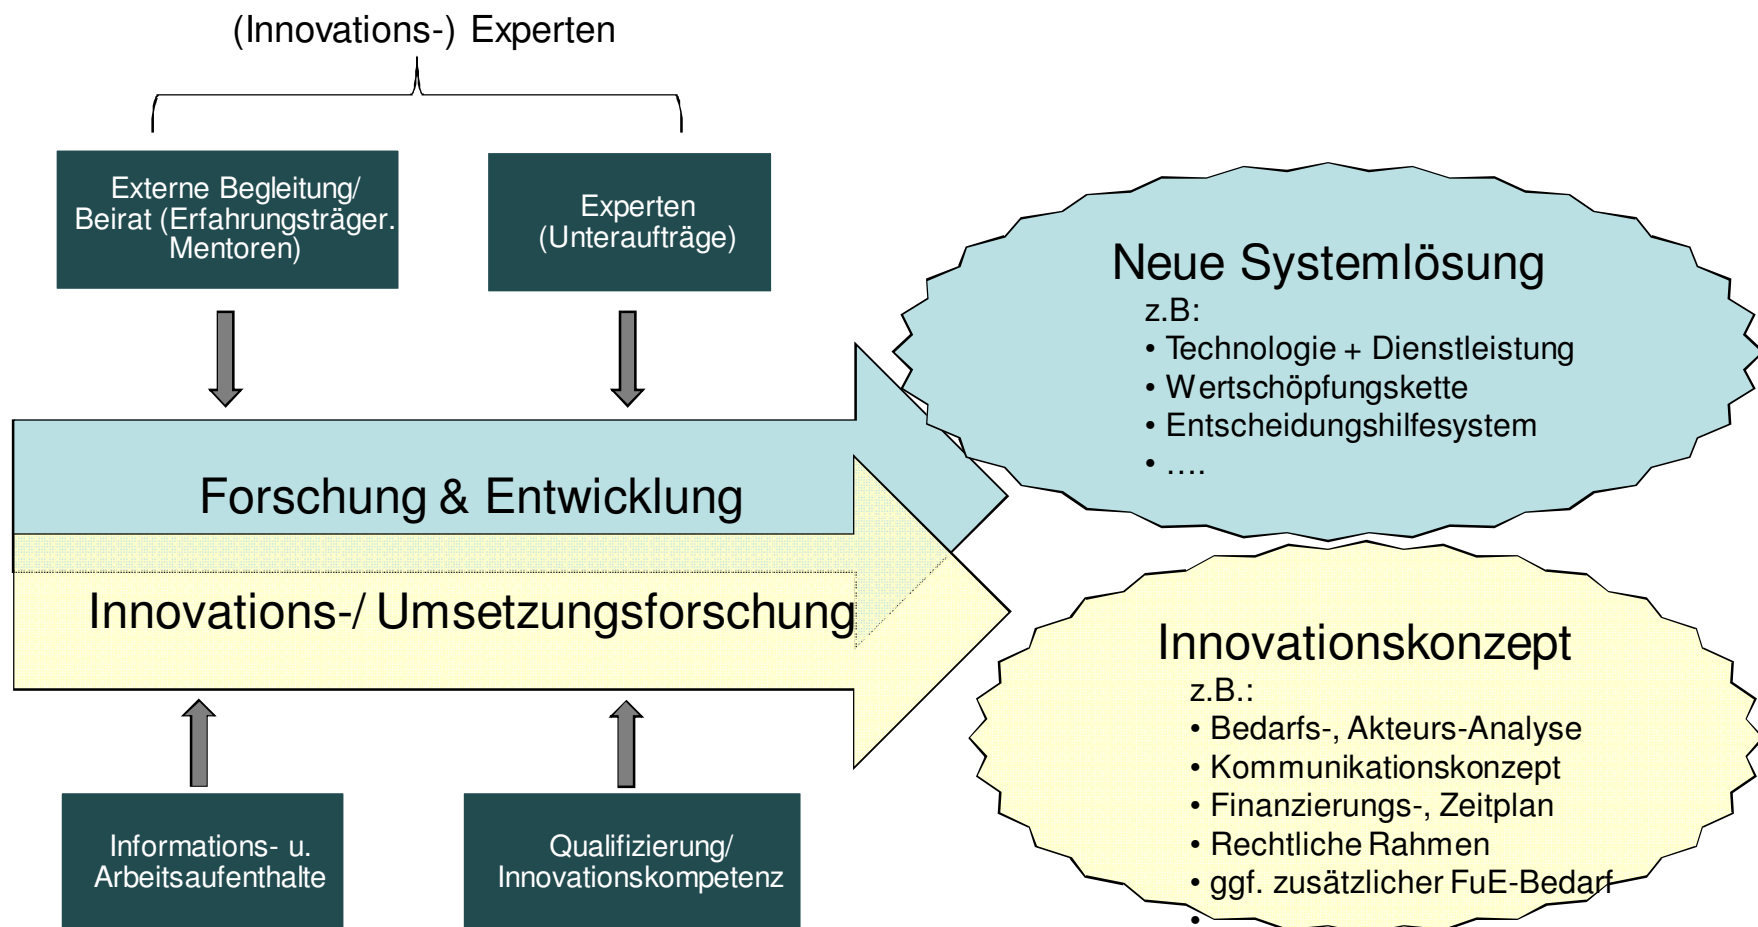 (Innovations-) Experten
Externe Begleitung/
Beirat (Erfahrungsträger.
Mentoren)
Experten
(Unteraufträge)
Neue Systemlösung
z.B:
• Technologie + Dienstleistung
• Wertschöpfungskette
• Entscheidungshilfesystem
• ….
Forschung & Entwicklung
Innovations-/ Umsetzungsforschung
Innovationskonzept
z.B.:
• Bedarfs-, Akteurs-Analyse
• Kommunikationskonzept
• Finanzierungs-, Zeitplan
• Rechtliche Rahmen
• ggf. zusätzlicher FuE-Bedarf
•
Informations- u.
Arbeitsaufenthalte
Qualifizierung/
Innovationskompetenz